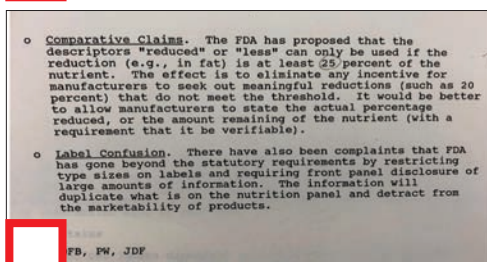 o Comparative Claims. The FDA has proposed that the
descriptors "reduced" or "less" can only be used if the
reduction (e.g., in fat) is at least 25 percent of the
nutrient. The effect is to eliminate any incentive for
manufacturers to seek out meaningful reductions (such as 20
percent) that do not meet the threshold. It would be better
to allow manufacturers to state the actual percentage
reduced, or the amount remaining of the nutrient (with a
requirement that it be verifiable).
o Label Confusion. There have also been complaints that FDA
has gone beyond the statutory requirements by restricting
type sizes on labels and requiring front panel disclosure of
large amounts of information. The information will
duplicate what is on the nutrition panel and detract from
the marketability of products.
FB, PW, JDF